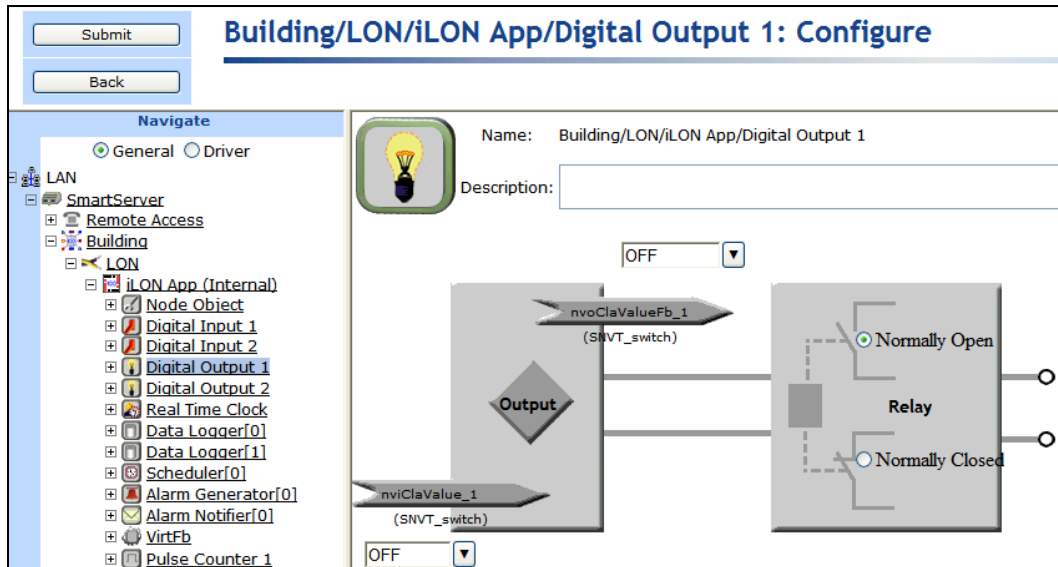 Submit
Back
Building/LON/iLON App/Digital Output 1: Configure
Navigate
General Driver
LAN
SmartServer
Remote Access
Building
LON
iLON App (Internal)
Node Object
Digital Input 1
Digital Input 2
Digital Output 1
Digital Output 2
Real Time Clock
Data Logger[0]
Data Logger[1]
Scheduler[0]
Alarm Generator[0]
Alarm Notifier[0]
VirtFb
Pulse Counter 1
Name: Building/LON/iLON App/Digital Output 1
Description:
OFF
nvoClaValueFb_1
(SNVT_switch)
Output
nviClaValue_1
(SNVT_switch)
OFF
Normally Open
Relay
Normally Closed